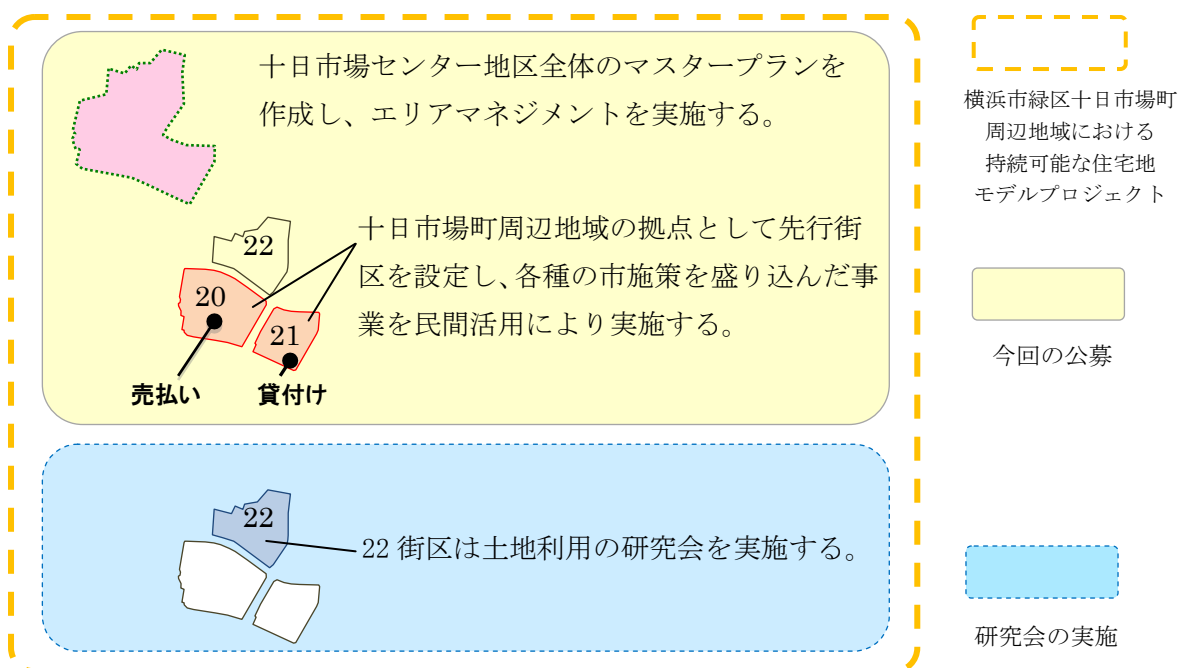 十日市場センター地区全体のマスタープランを
作成し、エリアマネジメントを実施する。
22
20
21
売払い
貸付け
十日市場町周辺地域の拠点として先行街
区を設定し、各種の市施策を盛り込んだ事
業を民間活用により実施する。
22
22 街区は土地利用の研究会を実施する。
横浜市緑区十日市場町
周辺地域における
持続可能な住宅地
モデルプロジェクト
今回の公募
研究会の実施